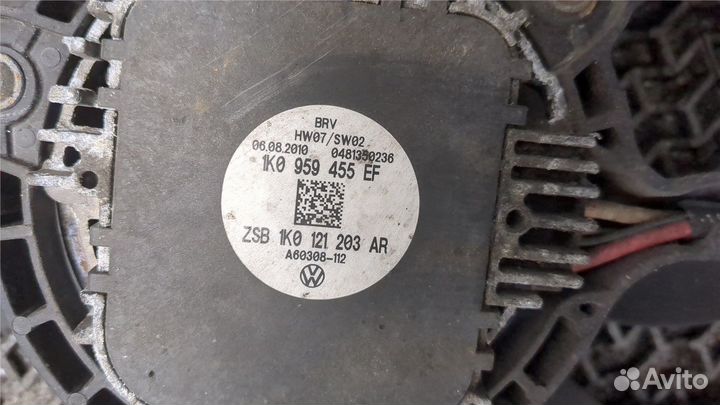 BRV
HW07/SW02
06.08.2010 0481350236
1K0 959 455 EF
ZSB 1K0 121 203 AR
A60308-112
Avito